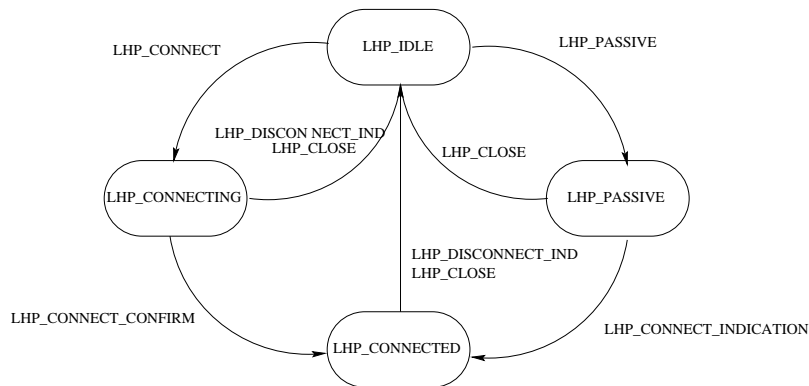 LHP_IDLE
LHP_CONNECT
LHP_PASSIVE
LHP_DISCON NECT_IND
LHP_CLOSE
LHP_CLOSE
LHP_CONNECTING
LHP_PASSIVE
LHP_DISCONNECT_IND
LHP_CLOSE
LHP_CONNECT_CONFIRM
LHP_CONNECT_INDICATION
LHP_CONNECTED